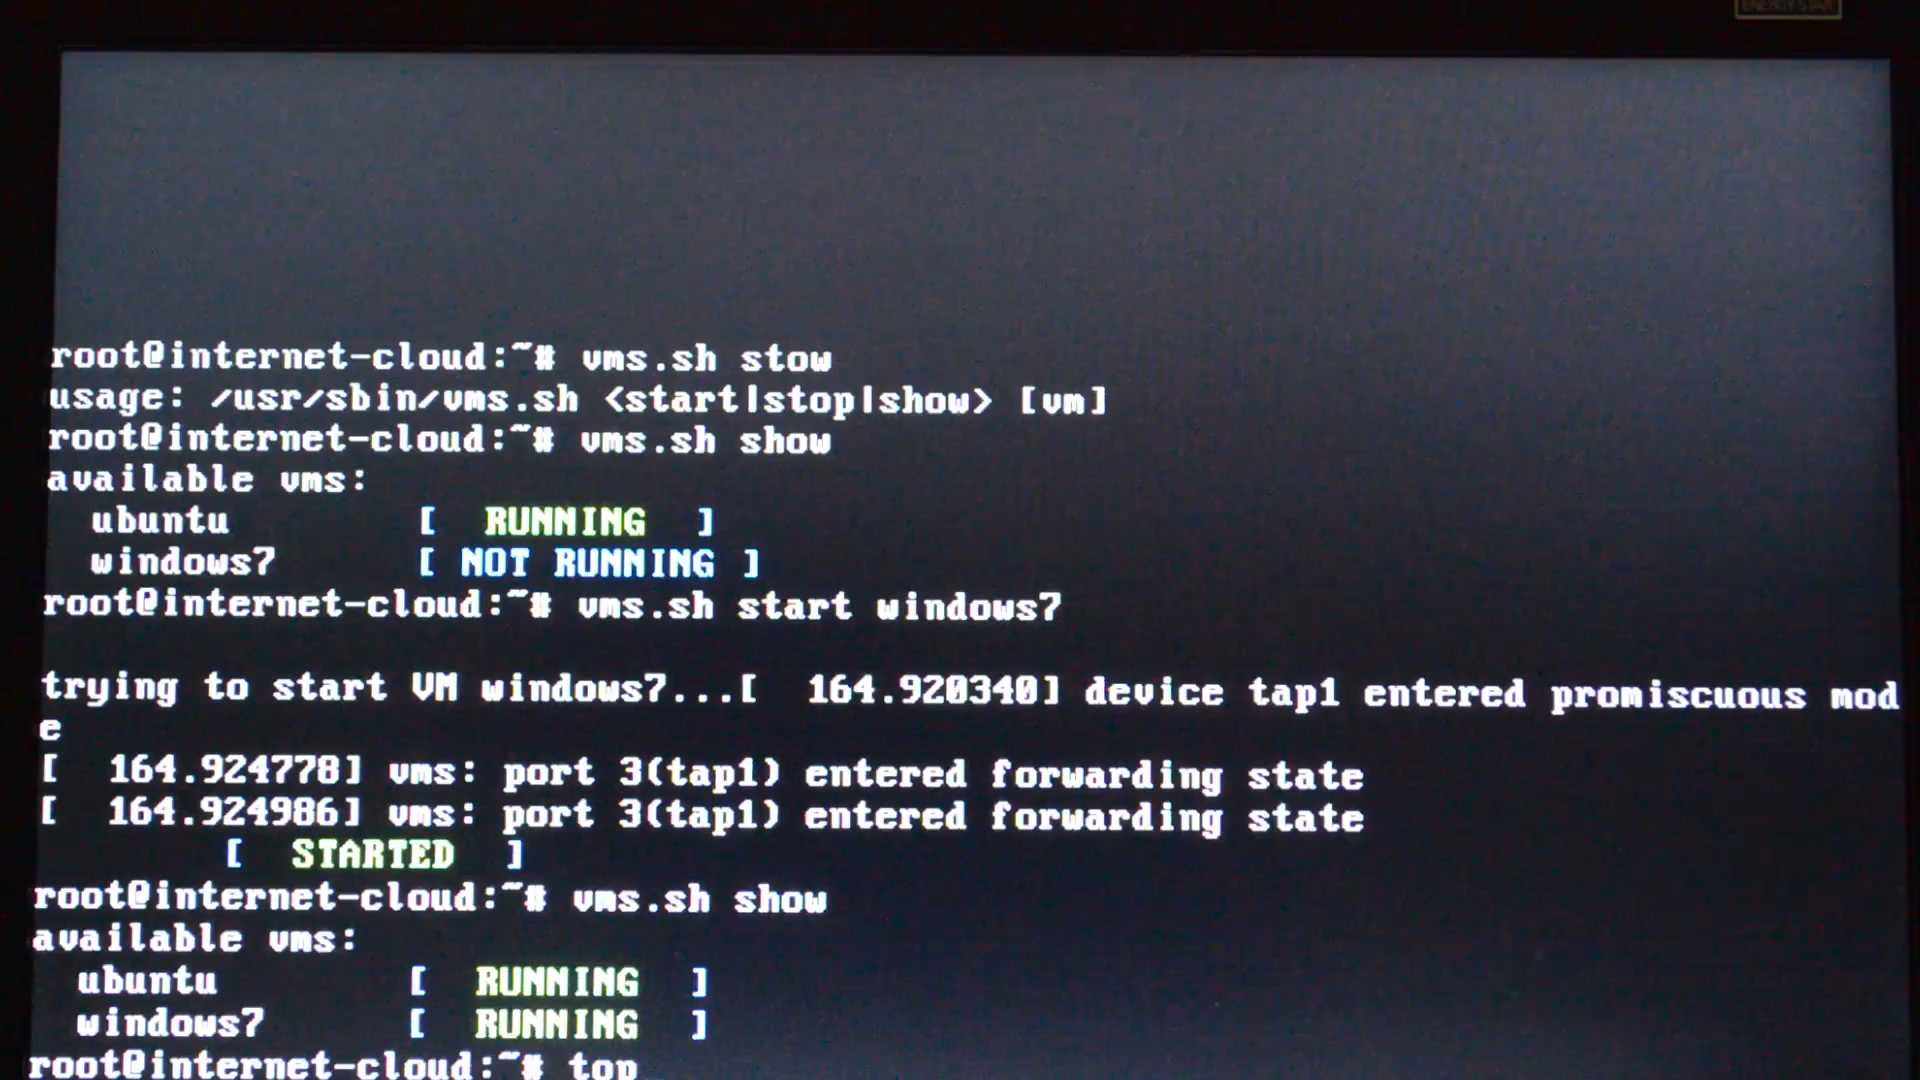 ENERGY STAR
root@internet-cloud:~# vms.sh stow
usage: /usr/sbin/vms.sh <start|stop|show> [vm]
root@internet-cloud:~# vms.sh show
available vms:
ubuntu [ RUNNING ]
windows7 [ NOT RUNNING ]
root@internet-cloud:~# vms.sh start windows7
trying to start VM windows7...[ 164.920340] device tap1 entered promiscuous mod
e
[ 164.924778] vms: port 3(tap1) entered forwarding state
[ 164.924986] vms: port 3(tap1) entered forwarding state
[ STARTED ]
root@internet-cloud:~# vms.sh show
available vms:
ubuntu [ RUNNING ]
windows7 [ RUNNING ]
root@internet-cloud:~# top